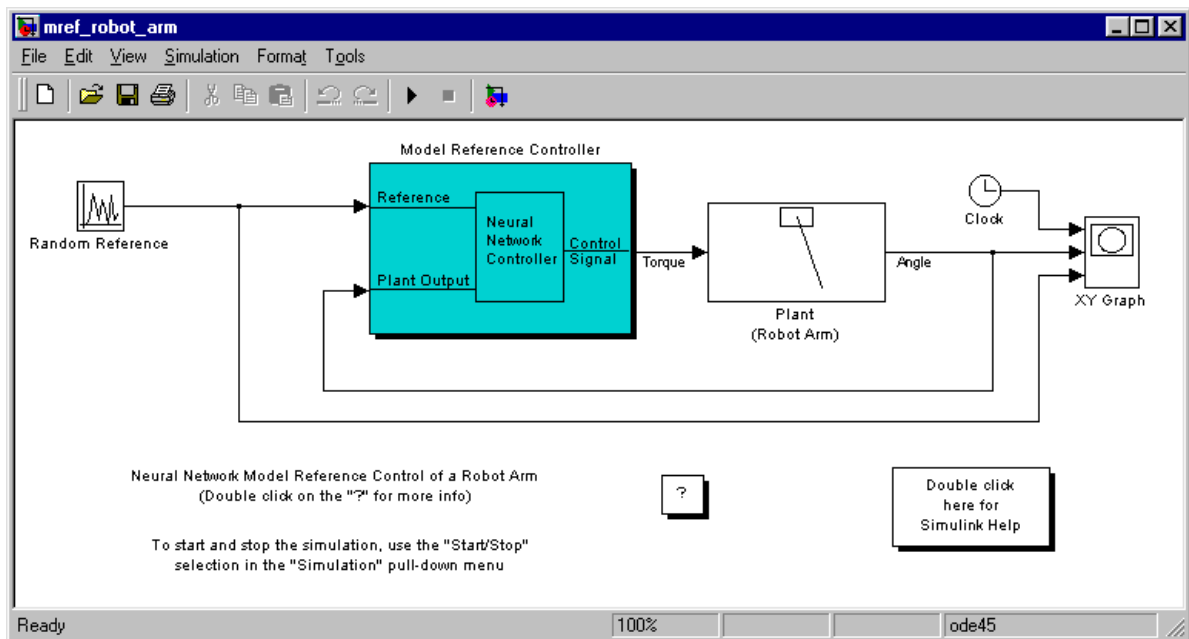 mref_robot_arm
File Edit View Simulation Format Tools
Model Reference Controller
Random Reference
Reference
Plant Output
Neural
Network
Controller
Control
Signal
Torque
Plant
(Robot Arm)
Angle
Clock
XY Graph
Neural Network Model Reference Control of a Robot Arm
(Double click on the "?" for more info)
To start and stop the simulation, use the "Start/Stop"
selection in the "Simulation" pull-down menu
?
Double click
here for
Simulink Help
Ready 100% ode45